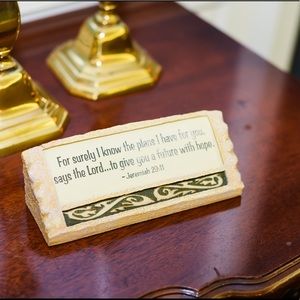 For surely I know the plans I have for you,
says the Lord...to give you a future with hope.
~ Jeremiah 29:11